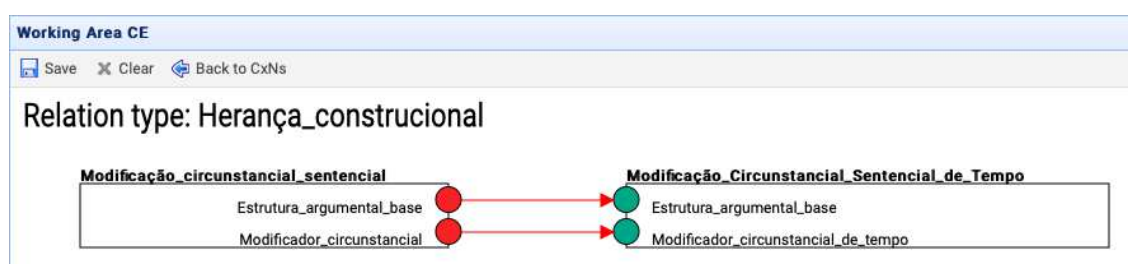 Working Area CE
Save Clear Back to CxNs
Relation type: Herança_construcional
Modificação_circunstancial_sentencial Modificação_Circunstancial_Sentencial_de_Tempo
Estrutura_argumental_base Estrutura_argumental_base
Modificador_circunstancial Modificador_circunstancial_de_tempo